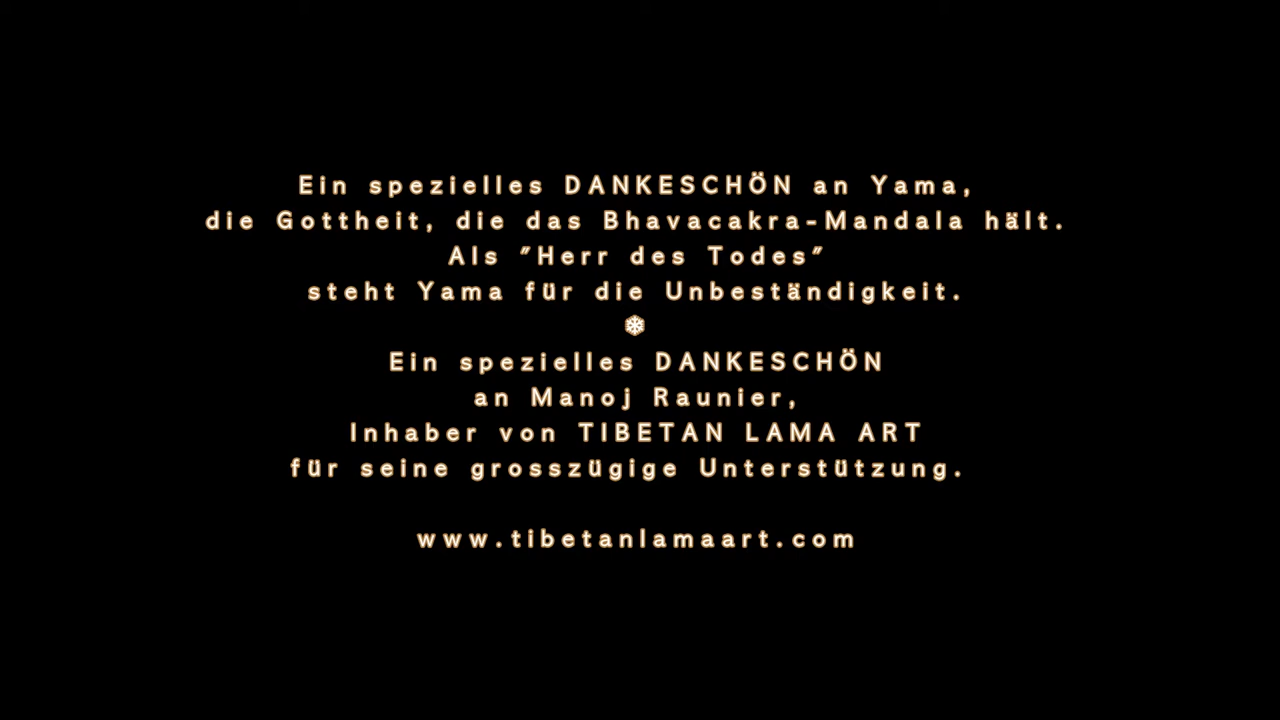 Ein spezielles DANKESCHÖN an Yama,
die Gottheit, die das Bhavacakra-Mandala hält.
Als "Herr des Todes"
steht Yama für die Unbeständigkeit.
Ein spezielles DANKESCHÖN
an Manoj Raunier,
Inhaber von TIBETAN LAMA ART
für seine grosszügige Unterstützung.
www.tibetanlamaart.com